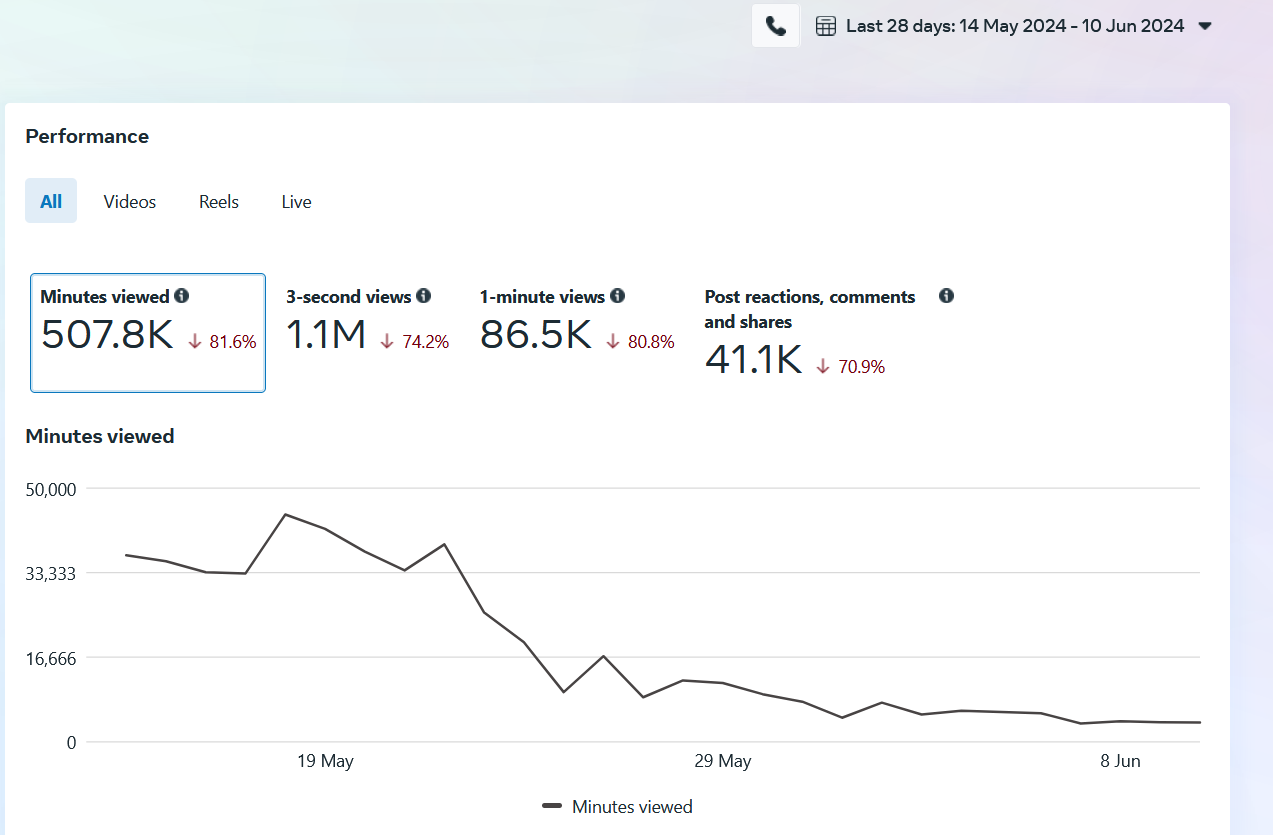 Last 28 days: 14 May 2024 - 10 Jun 2024
Performance
All Videos Reels Live
Minutes viewed
507.8K 81.6%
3-second views
1.1M 74.2%
1-minute views
86.5K 80.8%
Post reactions, comments
and shares
41.1K 70.9%
Minutes viewed
50,000
33,333
16,666
0
19 May 29 May 8 Jun
Minutes viewed